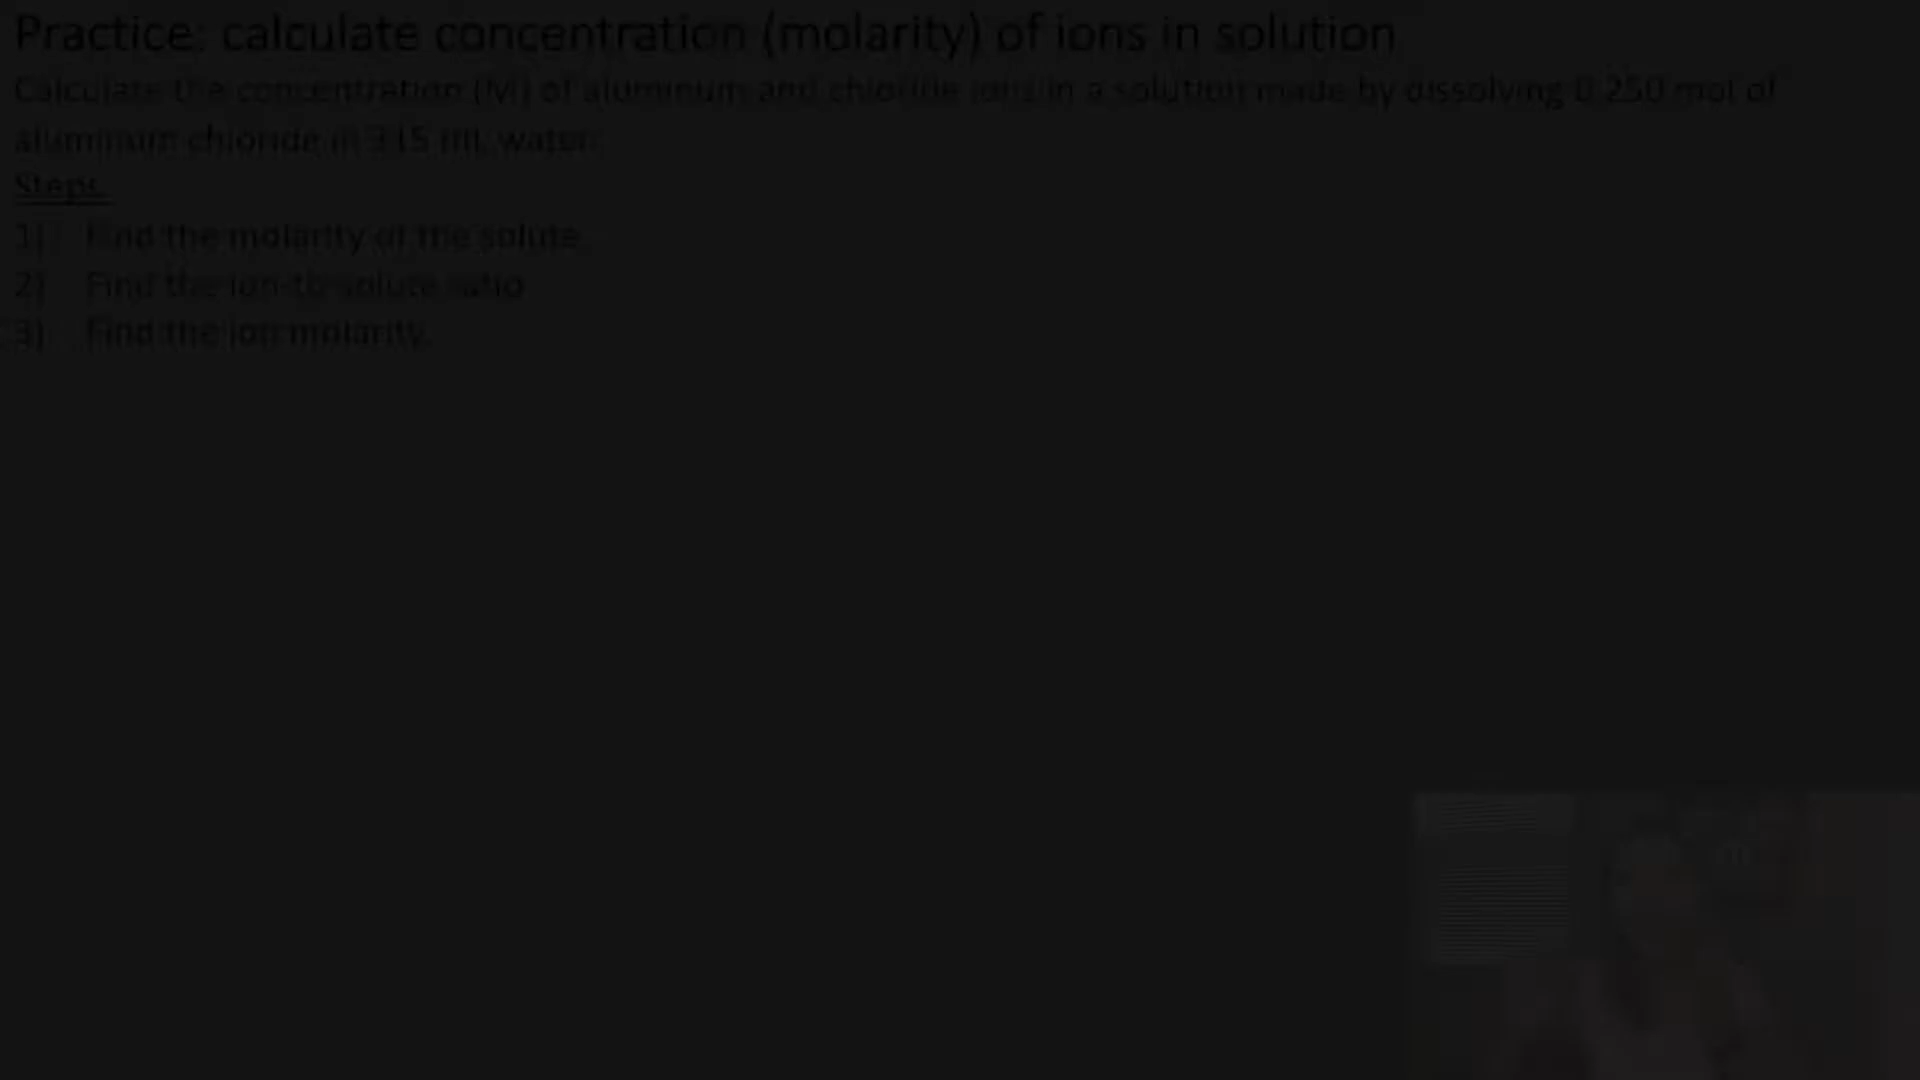 Practice: calculate concentration (molarity) of ions in solution
Calculate the concentration (M) of aluminum and chloride ions in a solution made by dissolving 0.250 mol of
aluminum chloride in 315 mL water.
Steps
1) Find the molarity of the solute.
2) Find the ion-to-solute ratio
3) Find the ion molarity.